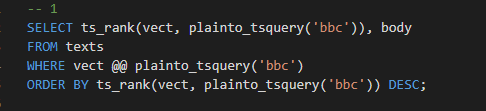 -- 1
SELECT ts_rank(vect, plainto_tsquery('bbc')), body
FROM texts
WHERE vect @@ plainto_tsquery('bbc')
ORDER BY ts_rank(vect, plainto_tsquery('bbc')) DESC;